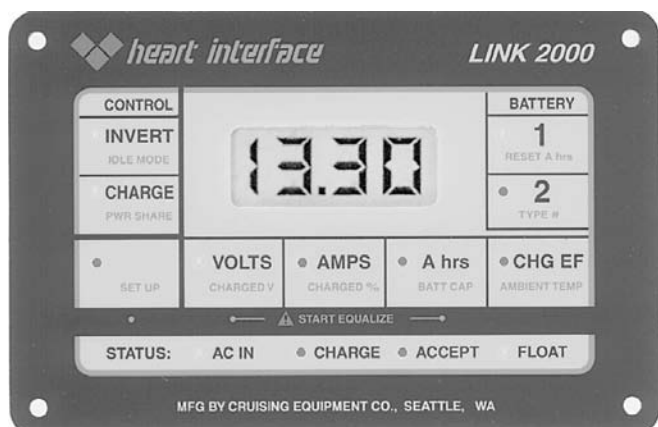 heart interface LINK 2000
CONTROL
INVERT
IDLE MODE
CHARGE
PWR SHARE
13.30
BATTERY
1
RESET A hrs
2
TYPE #
SET UP
VOLTS
CHARGED V
AMPS
CHARGED %
A hrs
BATT CAP
CHG EF
AMBIENT TEMP
START EQUALIZE
STATUS: AC IN CHARGE ACCEPT FLOAT
MFG BY CRUISING EQUIPMENT CO., SEATTLE, WA